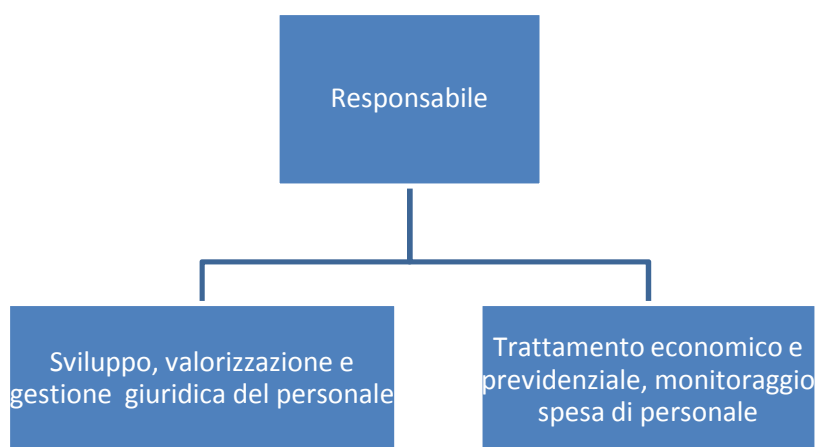 Responsabile
Sviluppo, valorizzazione e
gestione  giuridica del personale
Trattamento economico e
previdenziale, monitoraggio
spesa di personale